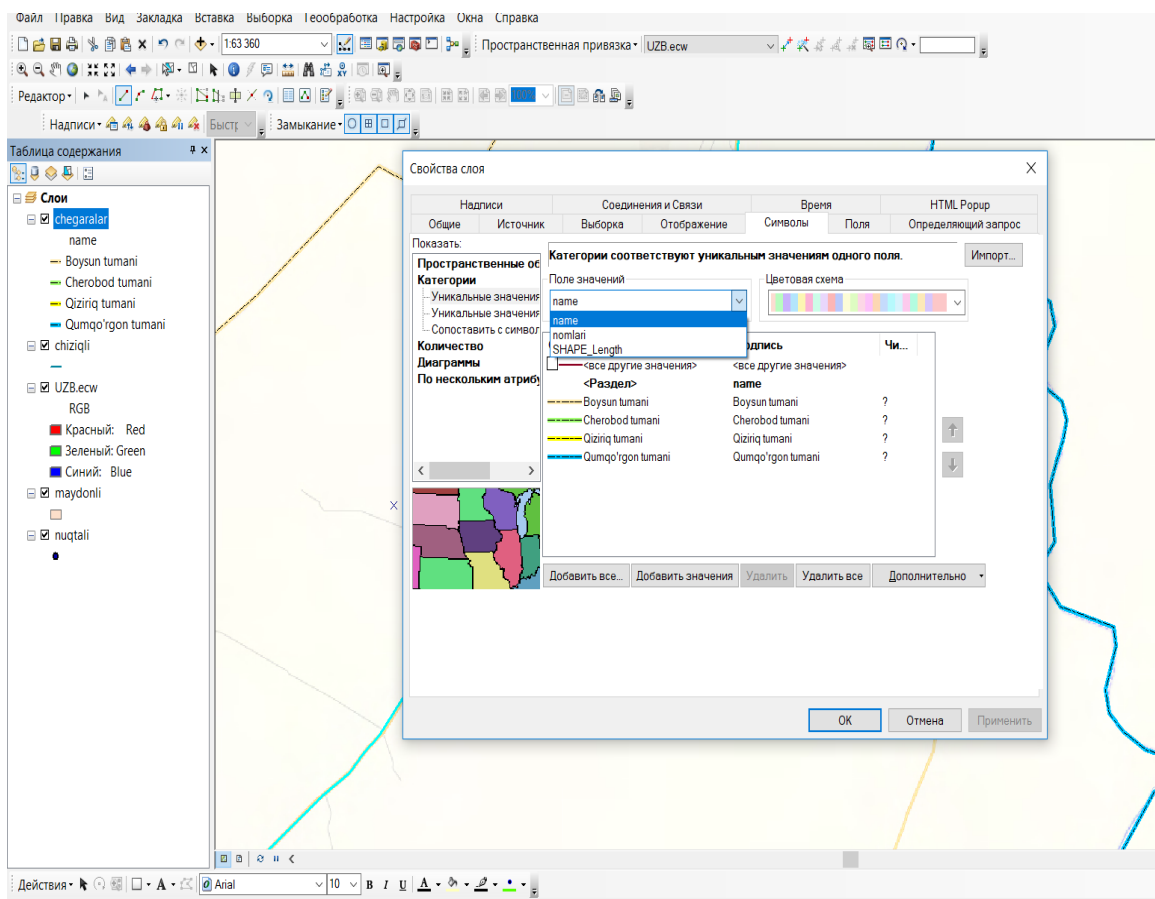 Файл Правка Вид Закладка Вставка Выборка Геообработка Настройка Окна Справка
1:63 360
Пространственная привязка
UZB.ecw
Редактор
100%
Надписи
Быстр
Замыкание
Таблица содержания
Слои
chegaralar
name
Boysun tumani
Cherobod tumani
Qiziriq tumani
Qumqo'rgon tumani
chiziqli
UZB.ecw
RGB
Красный: Red
Зеленый: Green
Синий: Blue
maydonli
nuqtali
Свойства слоя
Надписи Соединения и Связи Время HTML Popup
Общие Источник Выборка Отображение Символы Поля Определяющий запрос
Показать:
Пространственные об
Категории
Уникальные значения
Уникальные значения
Сопоставить с символ
Количество
Диаграммы
По нескольким атрибу
Категории соответствуют уникальным значениям одного поля.
Импорт...
Поле значений
name
name
nomlari
SHAPE_Length
Цветовая схема
дпись Чи...
<все другие значения> <все другие значения>
<Раздел> name
Boysun tumani Boysun tumani ?
Cherobod tumani Cherobod tumani ?
Qiziriq tumani Qiziriq tumani ?
Qumqo'rgon tumani Qumqo'rgon tumani ?
Добавить все... Добавить значения Удалить Удалить все Дополнительно
OK Отмена Применить
Действия
A
Arial
10
B I U A